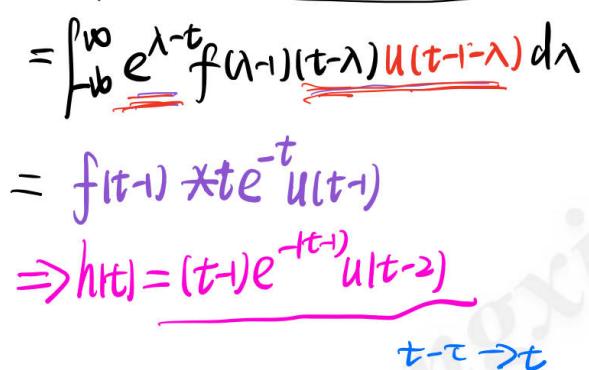 =∫_{-∞}^{∞} e^{λ-t} f(λ-1)(t-λ)u(t-1-λ)dλ
= f(t-1) * te^{-t}u(t-1)
=>h(t)=(t-1)e^{-(t-1)}u(t-2)
t-τ->t